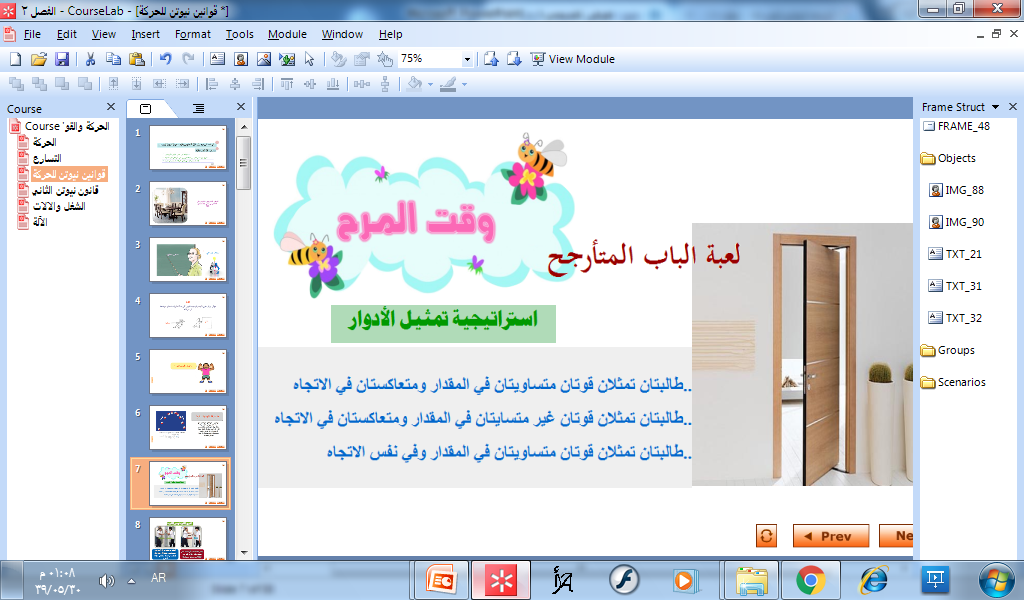 الفصل ٢ - CourseLab - [قوانين نيوتن للحركة *]
File Edit View Insert Format Tools Module Window Help
75% View Module
Course
Course 'الحركة والقو
الحركة
التسارع
قوانين نيوتن للحركة
قانون نيوتن الثاني
الشغل والالات
الآلة
1
2
3
4
5
6
7
8
وقت المرح
لعبة الباب المتأرجح
استراتيجية تمثيل الأدوار
..طالبتان تمثلان قوتان متساويتان في المقدار ومتعاكستان في الاتجاه
..طالبتان تمثلان قوتان غير متسايتان في المقدار ومتعاكستان في الاتجاه
..طالبتان تمثلان قوتان متساويتان في المقدار وفي نفس الاتجاه
Prev
Ne
Frame Struct
FRAME_48
Objects
IMG_88
IMG_90
TXT_21
TXT_31
TXT_32
Groups
Scenarios
٠١:٠٨ م
٣٩/٠٥/٣٠
AR